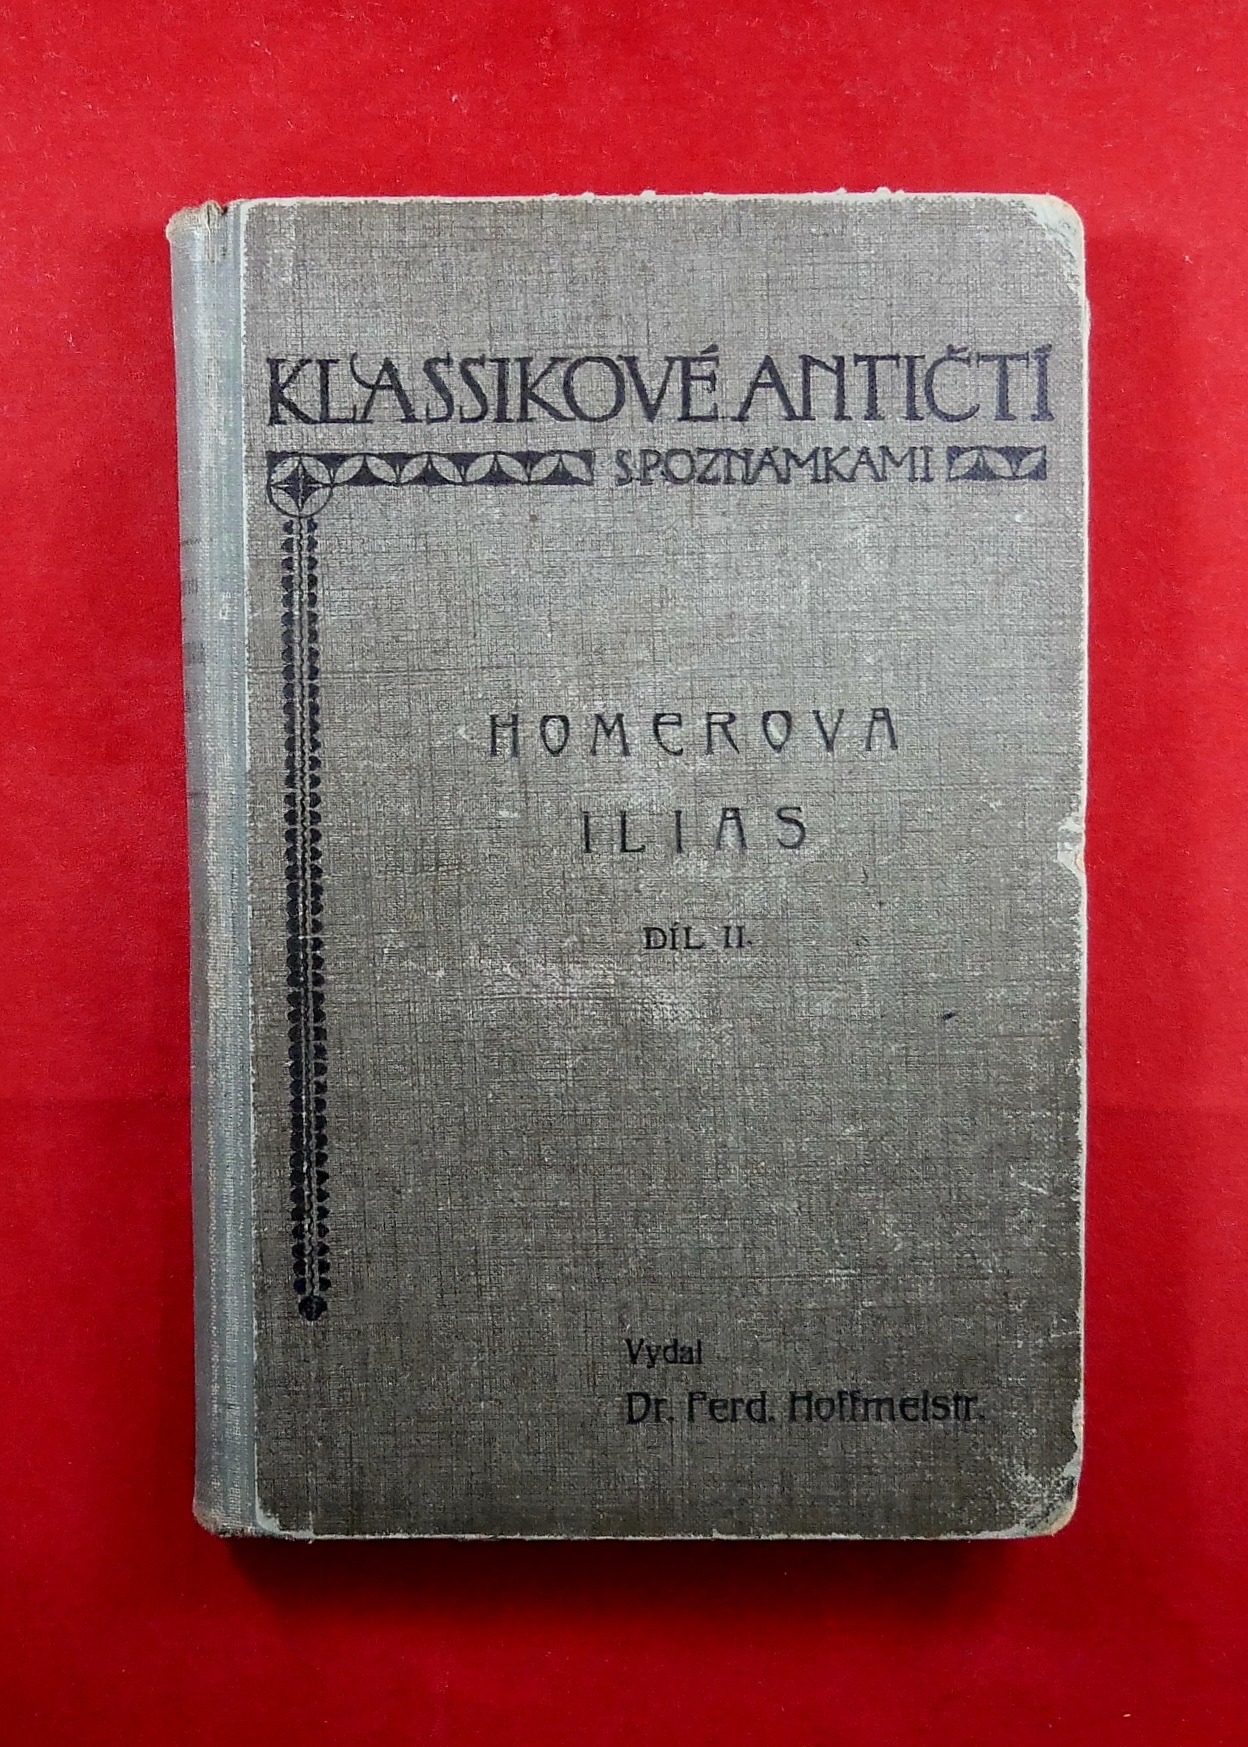 KLASSIKOVÉ ANTIČTÍ
S.POZNÁMKAMI
HOMEROVA
ILIAS
DÍL II.
Vydal
Dr. Ferd. Hoffmeistr.